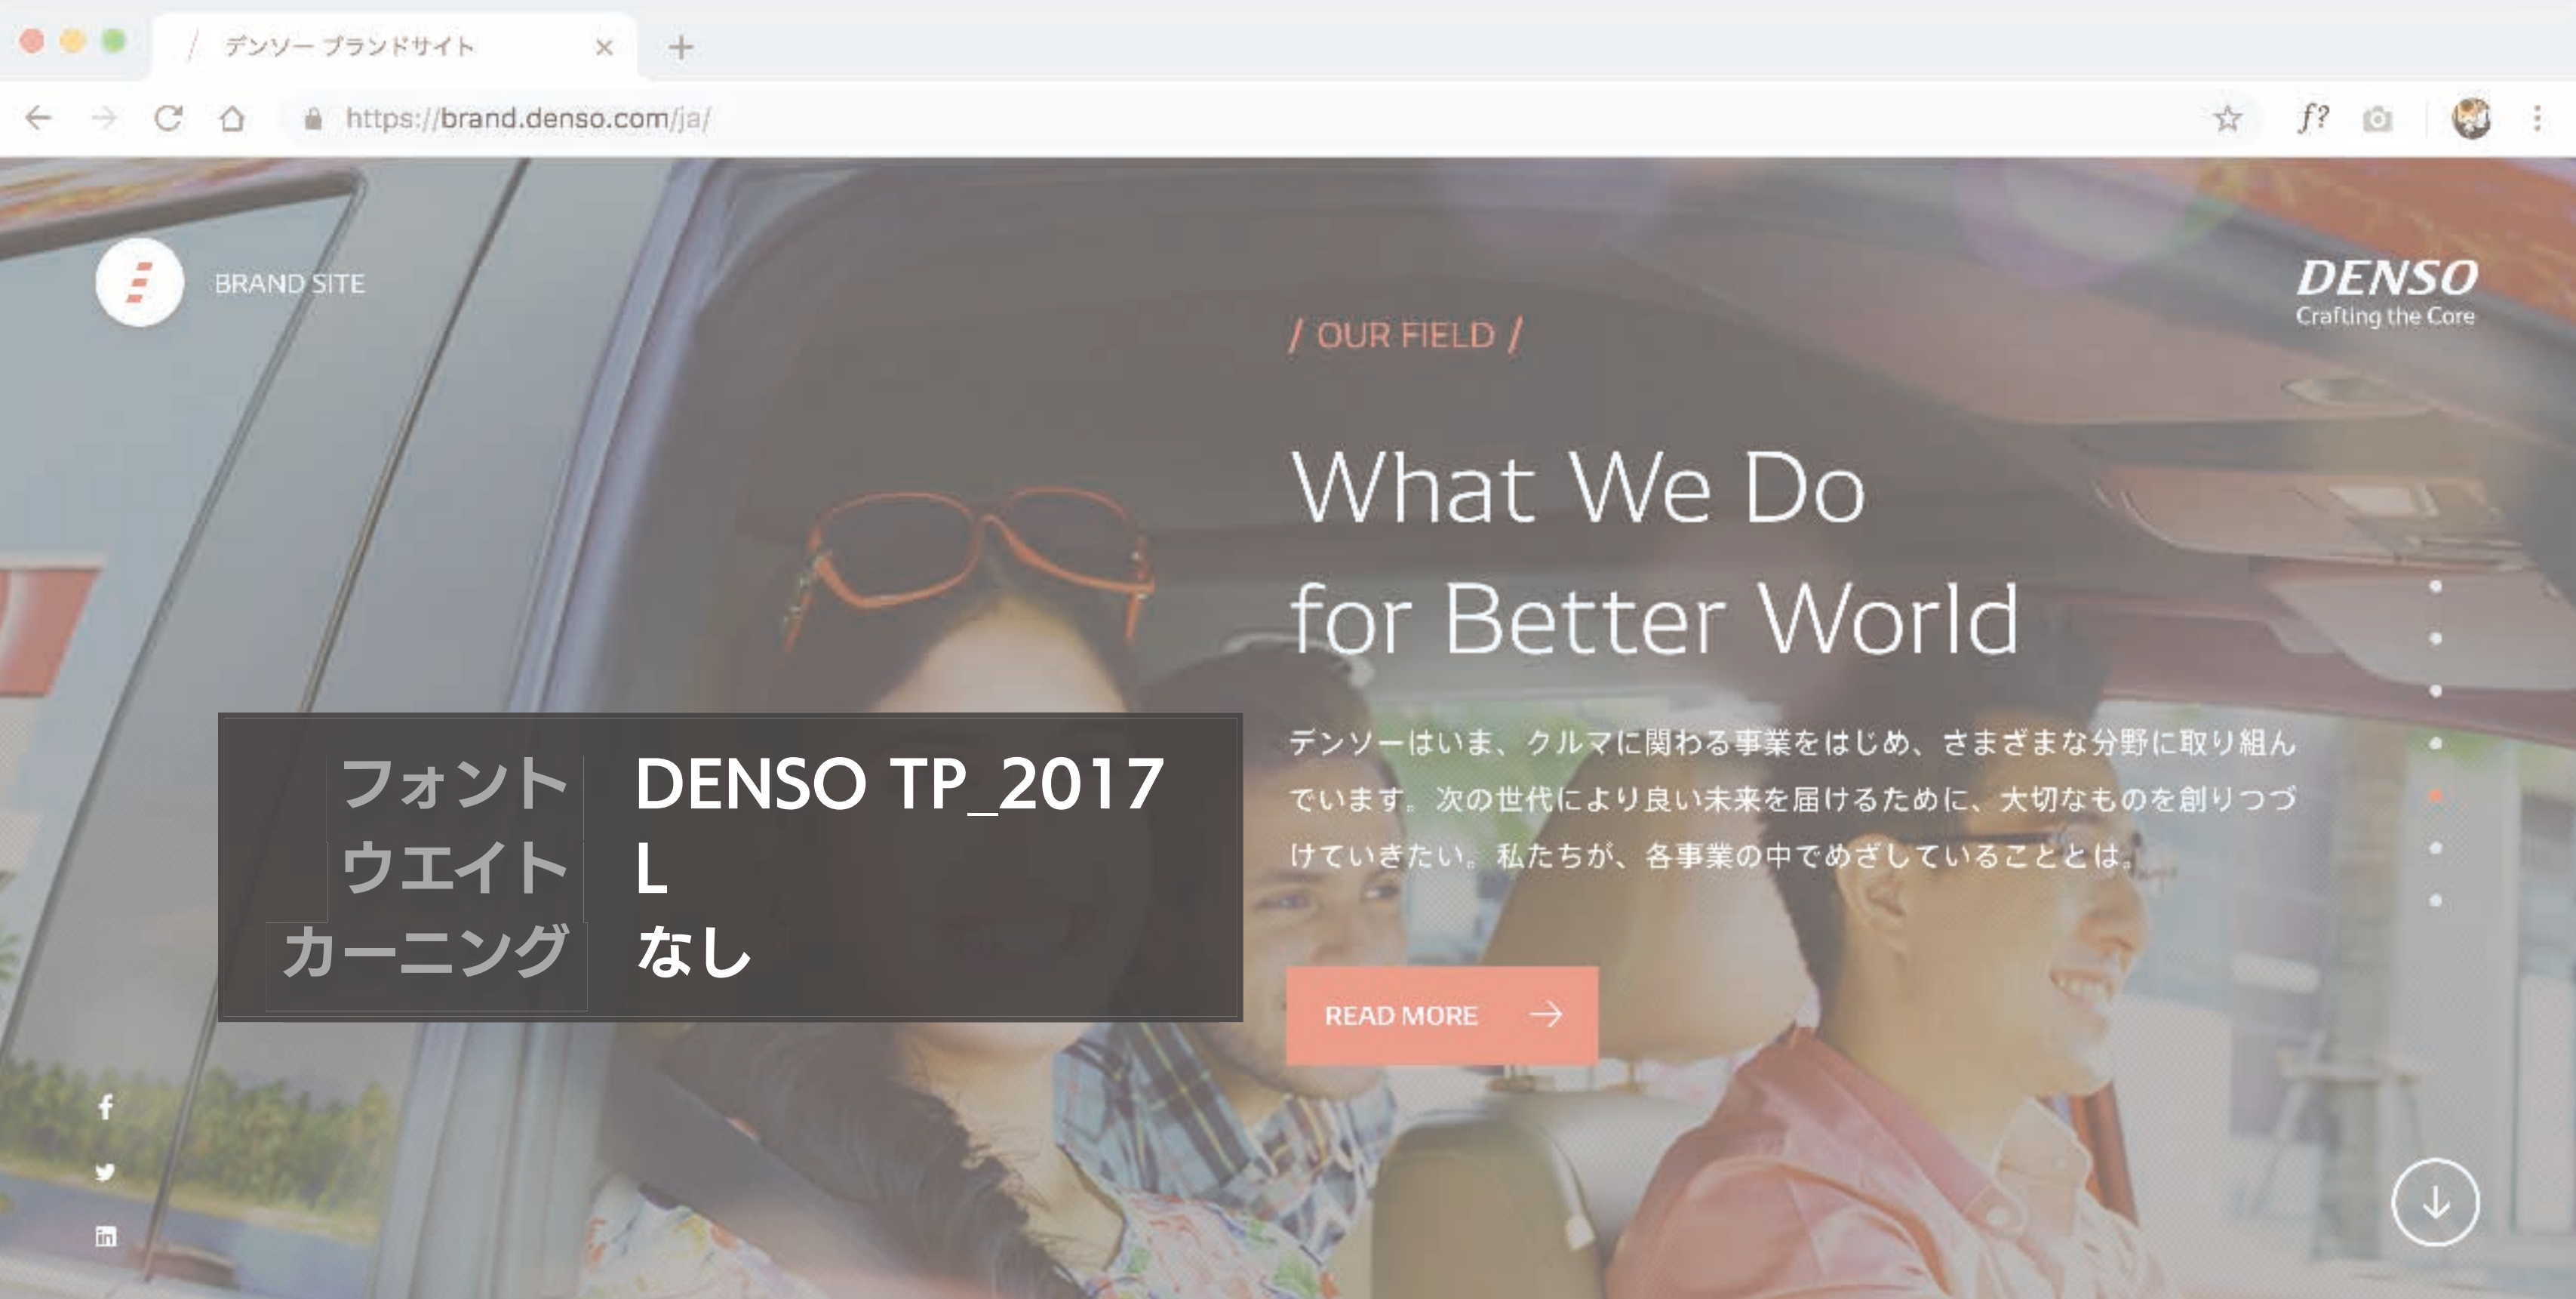 デンソー ブランドサイト
https://brand.denso.com/ja/
f?
BRAND SITE
DENSO
Crafting the Core
/ OUR FIELD /
What We Do
for Better World
デンソーはいま、クルマに関わる事業をはじめ、さまざまな分野に取り組ん
でいます。次の世代により良い未来を届けるために、大切なものを創りつづ
けていきたい。私たちが、各事業の中でめざしていることとは。
READ MORE
フォント DENSO TP_2017
ウエイト L
カーニング なし
f
in